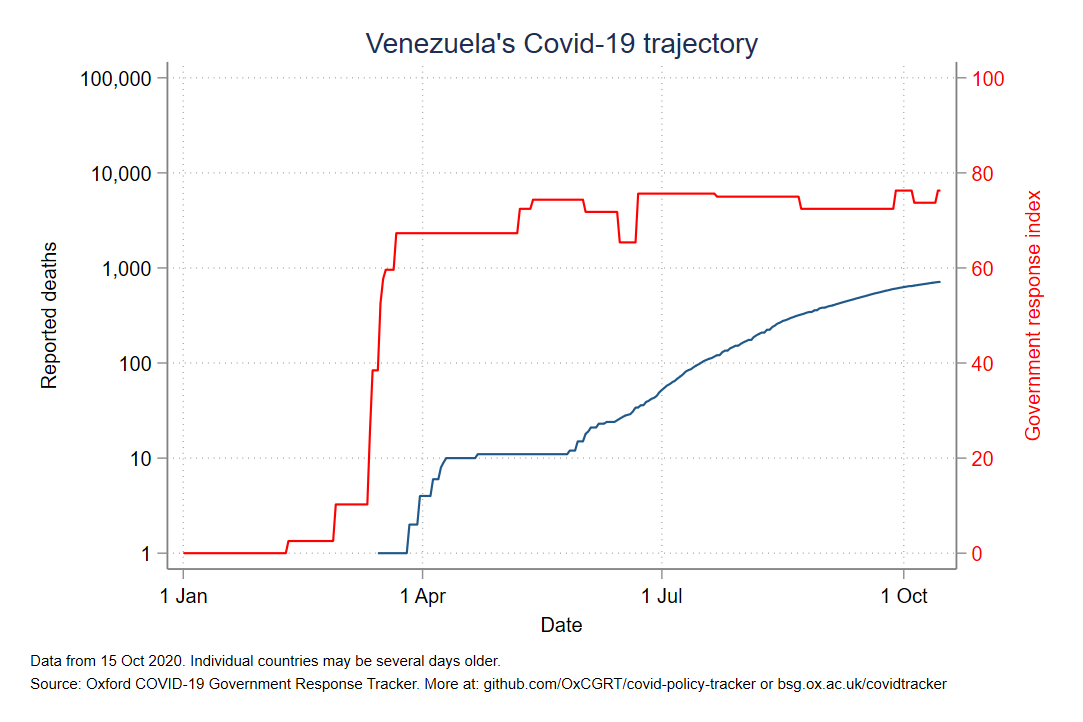 Venezuela's Covid-19 trajectory
100,000
10,000
1,000
100
10
1
Reported deaths
100
80
60
40
20
0
Government response index
1 Jan
1 Apr
1 Jul
1 Oct
Date
Data from 15 Oct 2020. Individual countries may be several days older.
Source: Oxford COVID-19 Government Response Tracker. More at: github.com/OxCGRT/covid-policy-tracker or bsg.ox.ac.uk/covidtracker